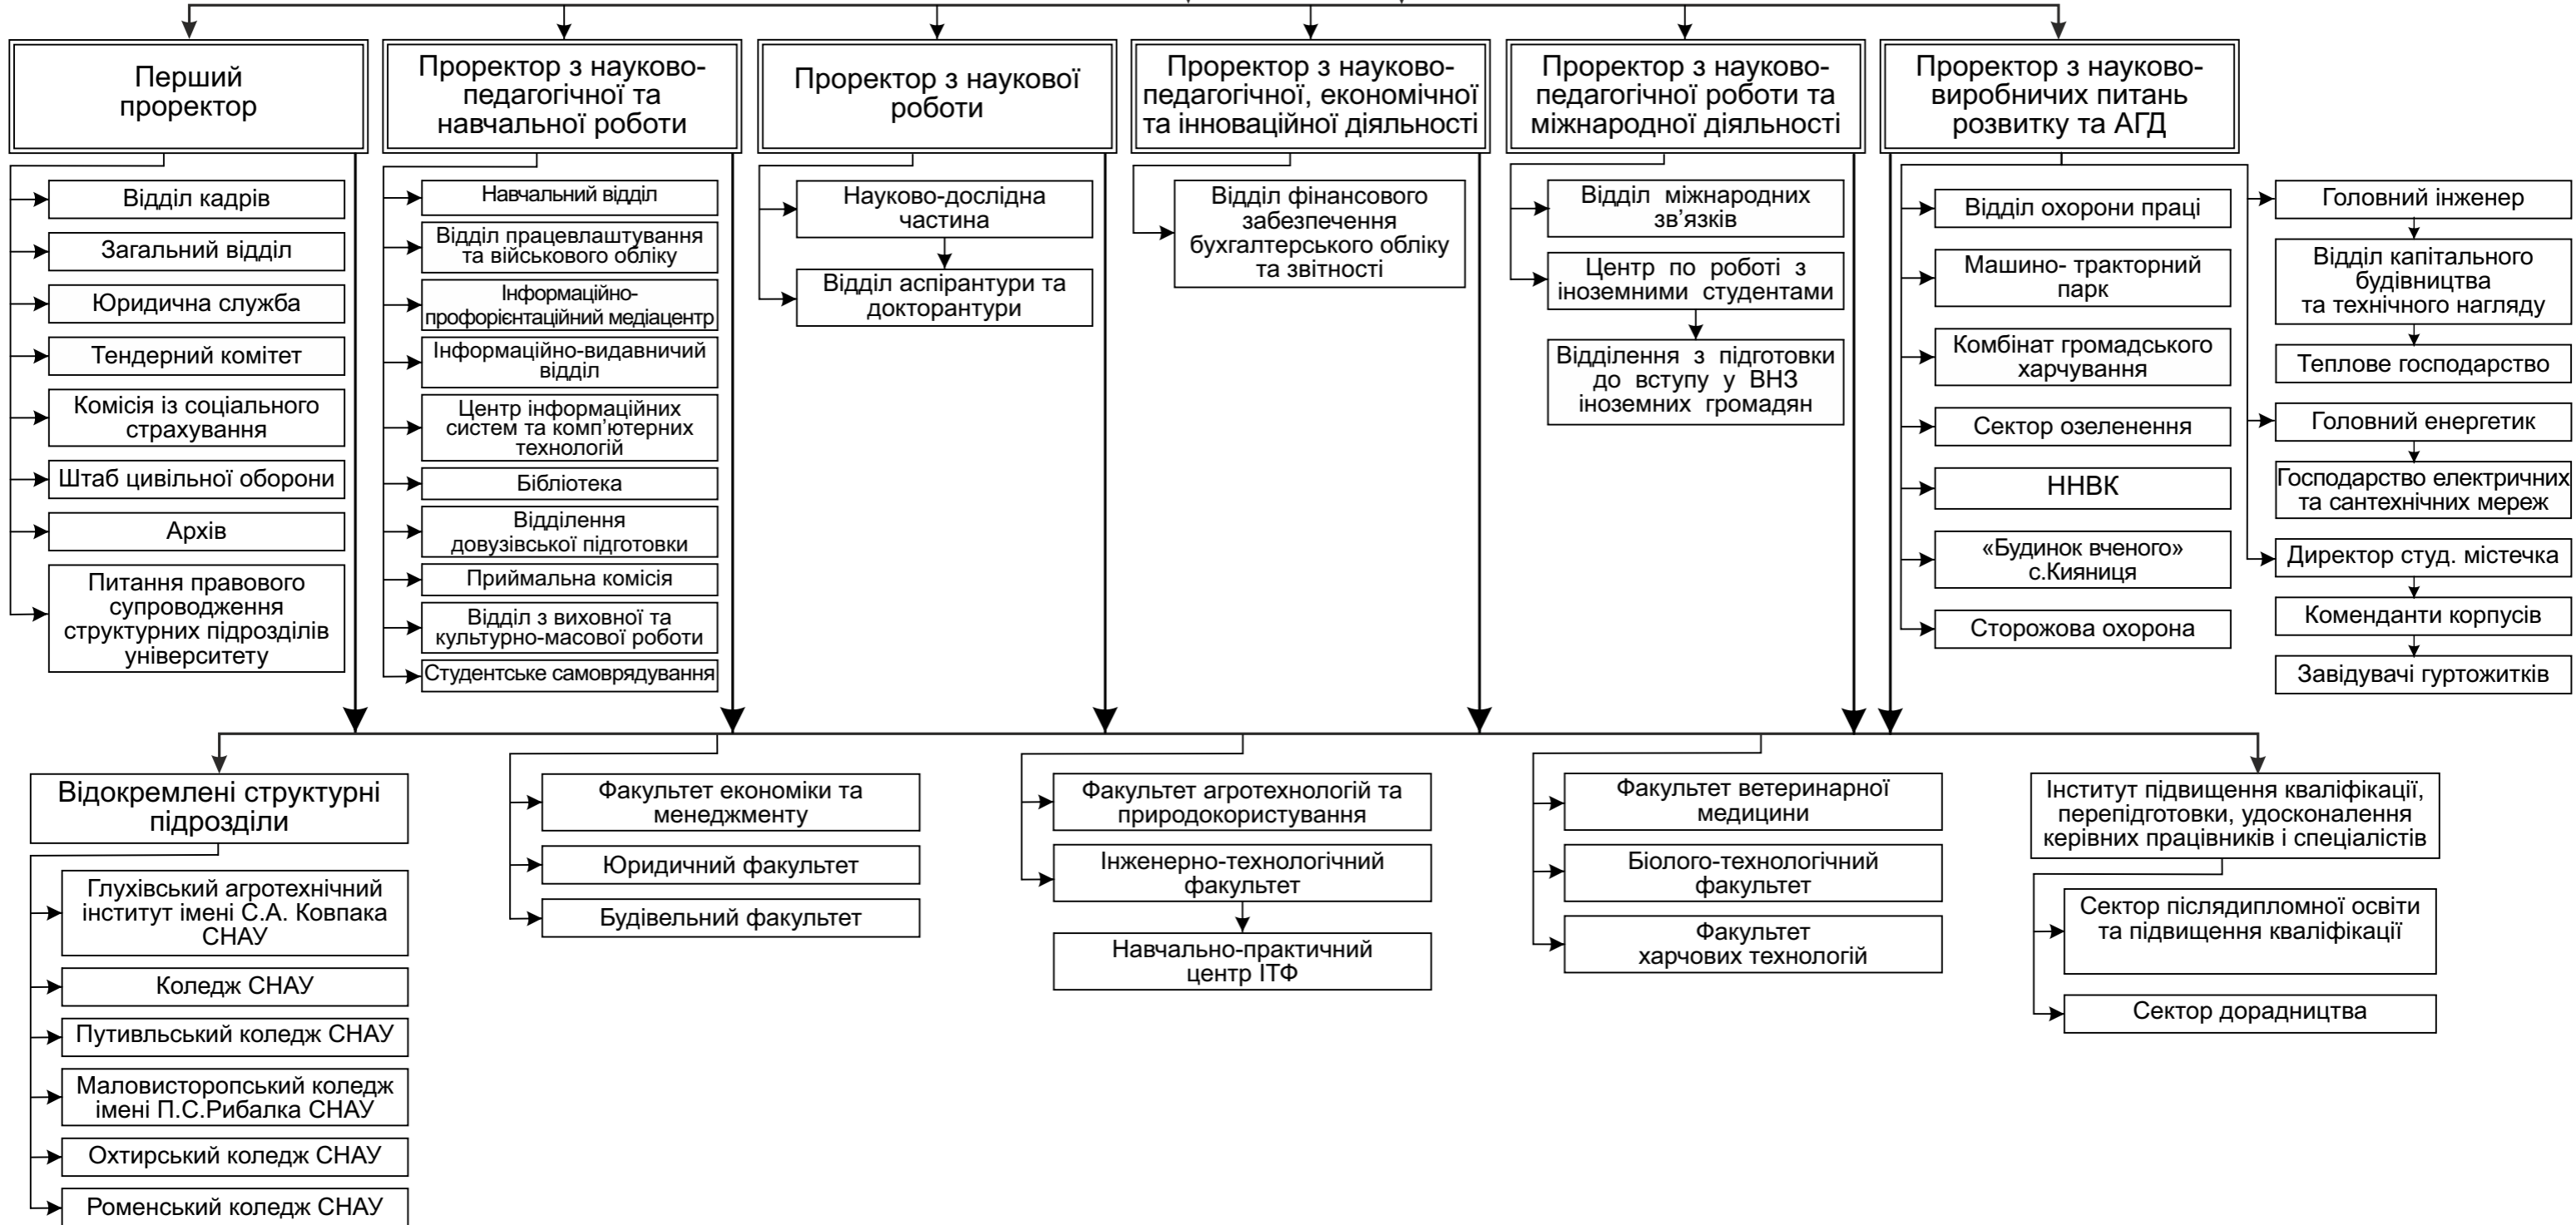 Перший
проректор
Проректор з науково-
педагогічної та
навчальної роботи
Проректор з наукової
роботи
Проректор з науково-
педагогічної, економічної
та інноваційної діяльності
Проректор з науково-
педагогічної роботи та
міжнародної діяльності
Проректор з науково-
виробничих питань
розвитку та АГД
Відділ кадрів
Загальний відділ
Юридична служба
Тендерний комітет
Комісія із соціального
страхування
Штаб цивільної оборони
Архів
Питання правового
супроводження
структурних підрозділів
університету
Навчальний відділ
Відділ працевлаштування
та військового обліку
Інформаційно-
профорієнтаційний медіацентр
Інформаційно-видавничий
відділ
Центр інформаційних
систем та комп'ютерних
технологій
Бібліотека
Відділення
довузівської підготовки
Приймальна комісія
Відділ з виховної та
культурно-масової роботи
Студентське самоврядування
Науково-дослідна
частина
Відділ аспірантури та
докторантури
Відділ фінансового
забезпечення
бухгалтерського обліку
та звітності
Відділ міжнародних
зв'язків
Центр по роботі з
іноземними студентами
Відділення з підготовки
до вступу у ВНЗ
іноземних громадян
Відділ охорони праці
Машино- тракторний
парк
Комбінат громадського
харчування
Сектор озеленення
ННВК
«Будинок вченого»
с.Кияниця
Сторожова охорона
Головний інженер
Відділ капітального
будівництва
та технічного нагляду
Теплове господарство
Головний енергетик
Господарство електричних
та сантехнічних мереж
Директор студ. містечка
Коменданти корпусів
Завідувачі гуртожитків
Відокремлені структурні
підрозділи
Глухівський агротехнічний
інститут імені С.А. Ковпака
СНАУ
Коледж СНАУ
Путивльський коледж СНАУ
Маловисторопський коледж
імені П.С.Рибалка СНАУ
Охтирський коледж СНАУ
Роменський коледж СНАУ
Факультет економіки та
менеджменту
Юридичний факультет
Будівельний факультет
Факультет агротехнологій та
природокористування
Інженерно-технологічний
факультет
Навчально-практичний
центр ІТФ
Факультет ветеринарної
медицини
Біолого-технологічний
факультет
Факультет
харчових технологій
Інститут підвищення кваліфікації,
перепідготовки, удосконалення
керівних працівників і спеціалістів
Сектор післядипломної освіти
та підвищення кваліфікації
Сектор дорадництва